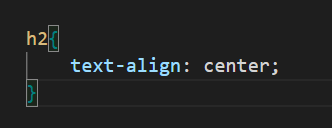 h2{
    text-align: center;
}